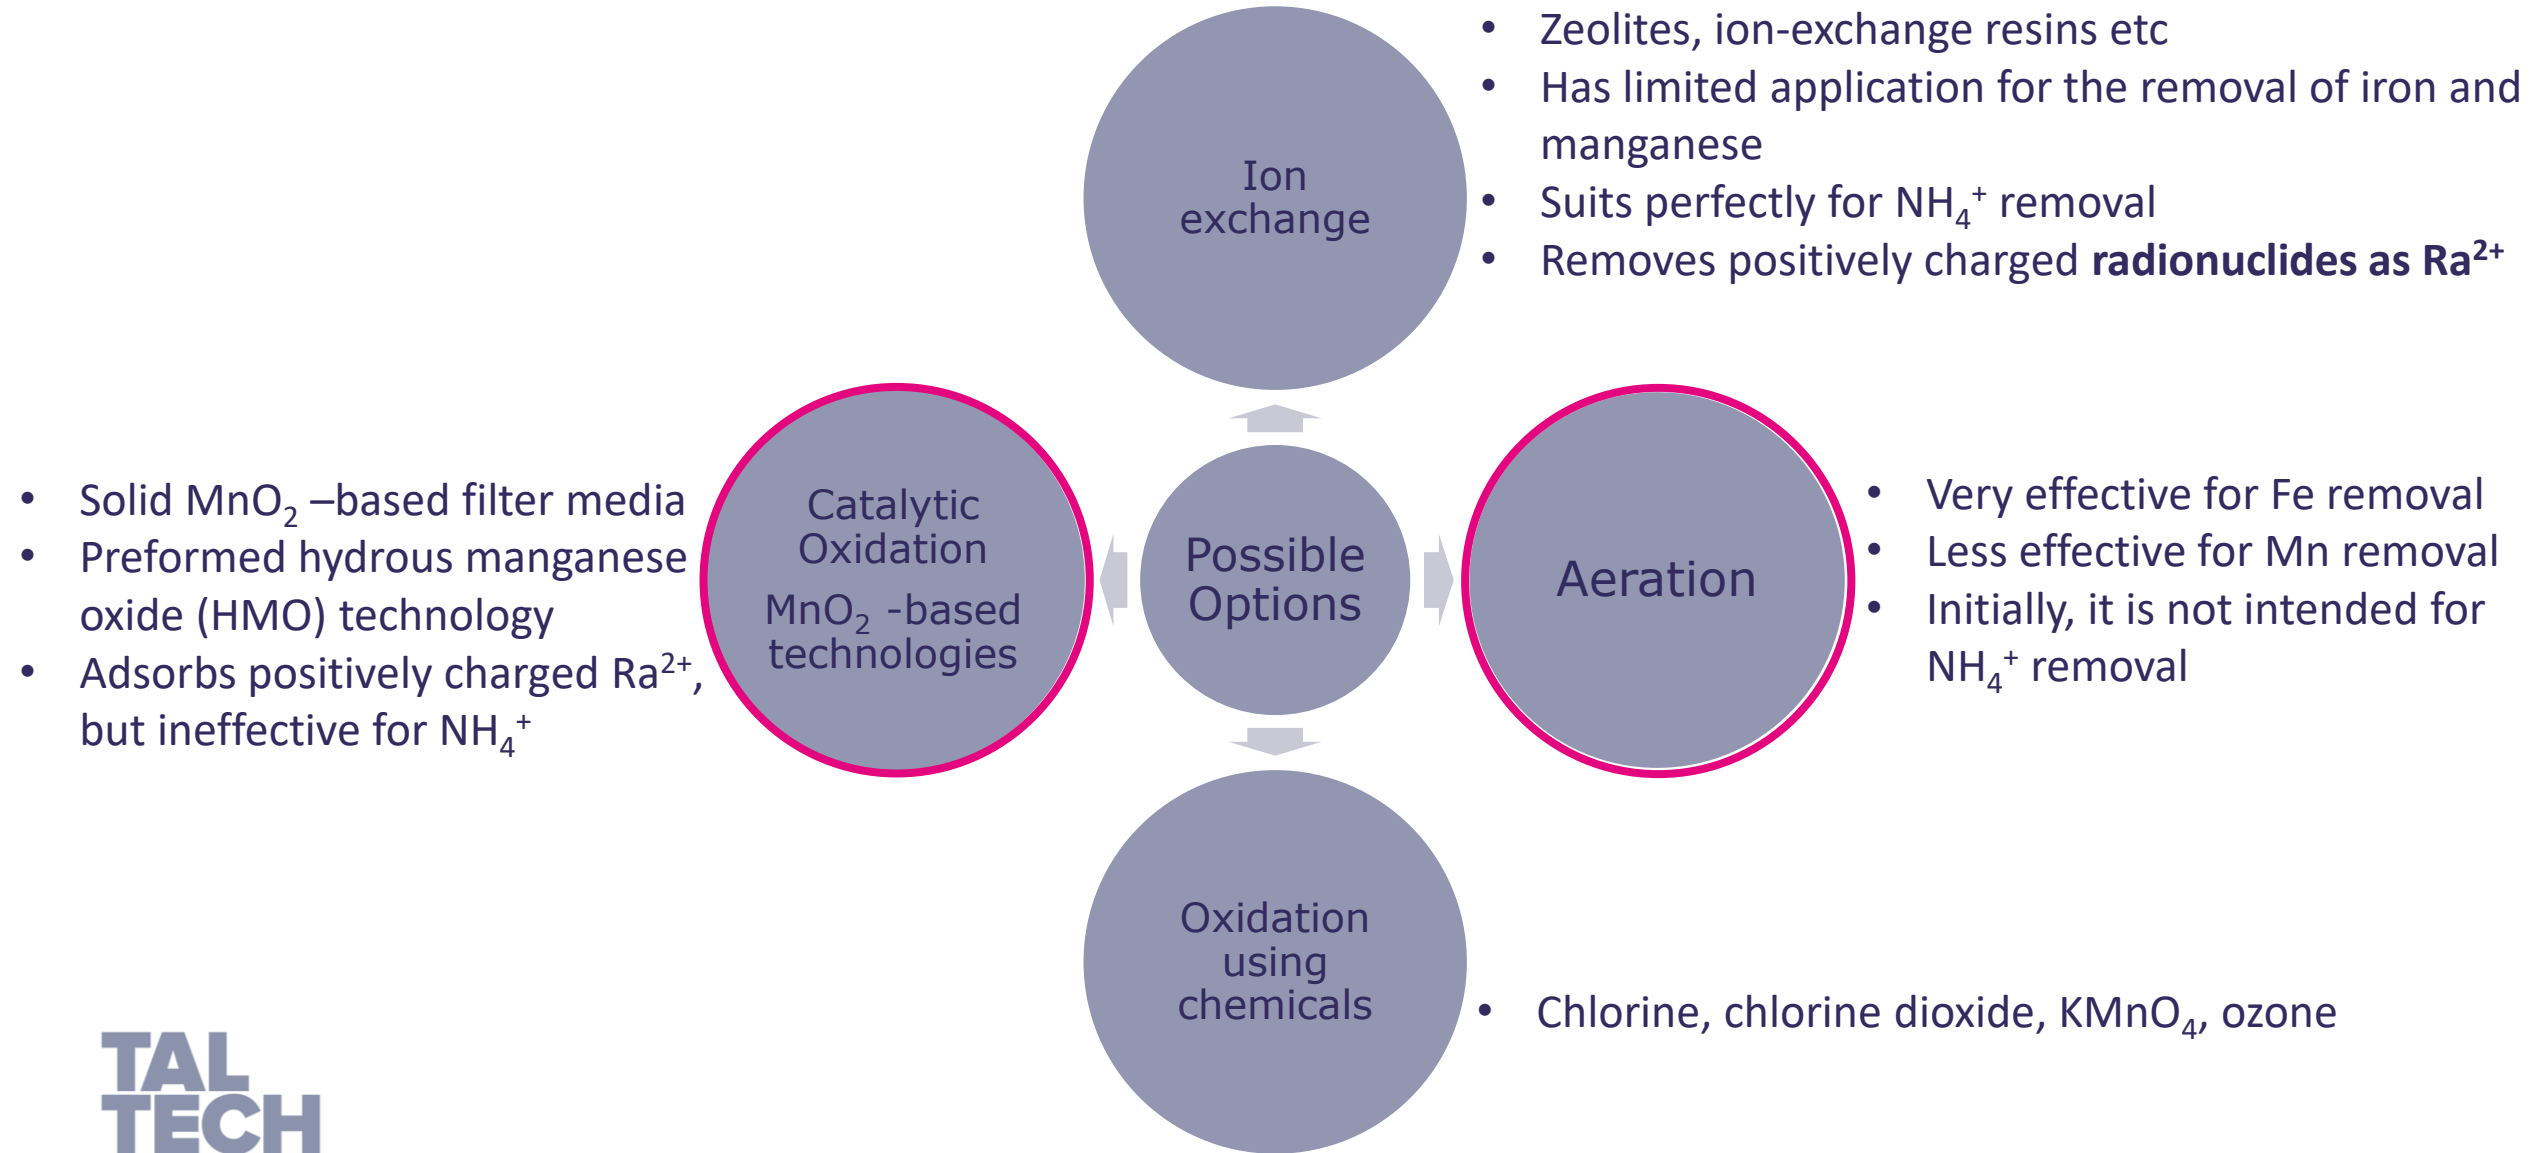 • Zeolites, ion-exchange resins etc
• Has limited application for the removal of iron and
manganese
• Suits perfectly for NH₄⁺ removal
• Removes positively charged radionuclides as Ra²⁺
Ion
exchange
• Solid MnO₂ –based filter media
• Preformed hydrous manganese
oxide (HMO) technology
• Adsorbs positively charged Ra²⁺,
but ineffective for NH₄⁺
Catalytic
Oxidation
MnO₂ -based
technologies
Possible
Options
Aeration
• Very effective for Fe removal
• Less effective for Mn removal
• Initially, it is not intended for
NH₄⁺ removal
Oxidation
using
chemicals
• Chlorine, chlorine dioxide, KMnO₄, ozone
TAL
TECH